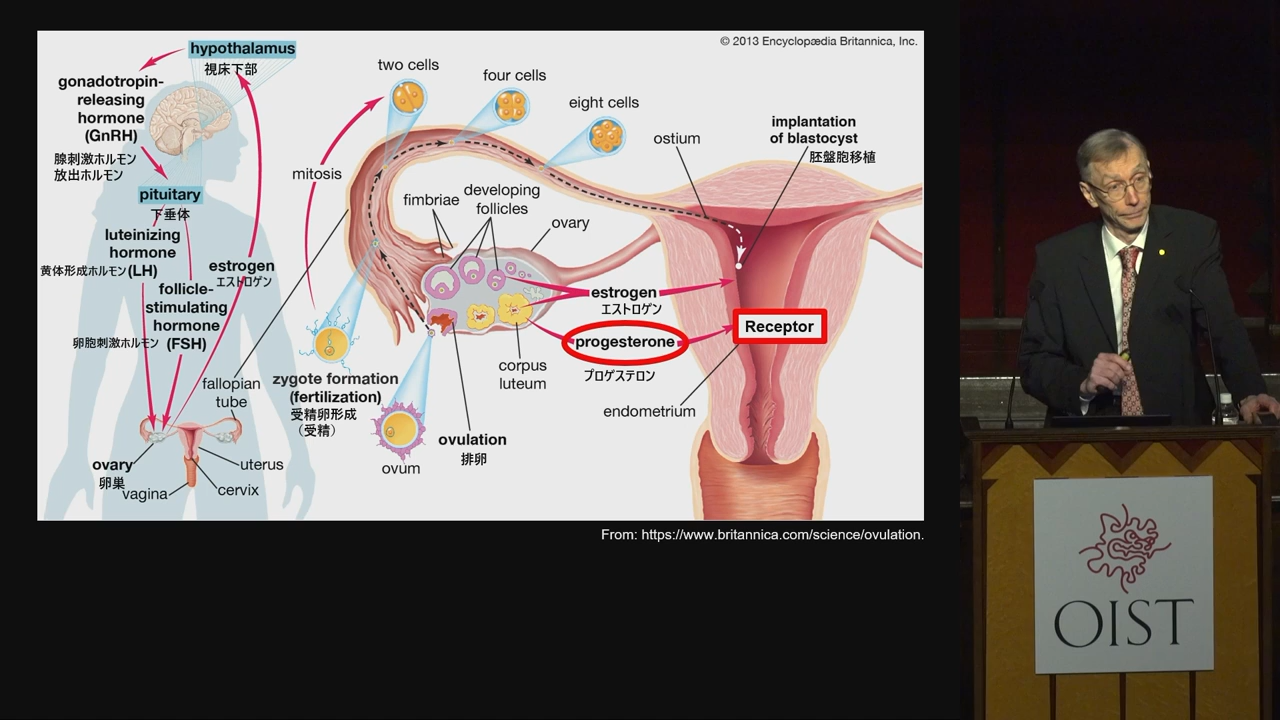 © 2013 Encyclopædia Britannica, Inc.
hypothalamus
視床下部
gonadotropin-
releasing
hormone
(GnRH)
腺刺激ホルモン
放出ホルモン
pituitary
下垂体
luteinizing
hormone
黄体形成ホルモン(LH)
estrogen
エストロゲン
follicle-
stimulating
hormone
卵胞刺激ホルモン (FSH)
ovary
卵巣
vagina
uterus
cervix
two cells
four cells
eight cells
mitosis
fimbriae
developing
follicles
ovary
ostium
implantation
of blastocyst
胚盤胞移植
estrogen
エストロゲン
progesterone
プロゲステロン
Receptor
corpus
luteum
endometrium
fallopian
tube
zygote formation
(fertilization)
受精卵形成
（受精）
ovum
ovulation
排卵
From: https://www.britannica.com/science/ovulation.
OIST